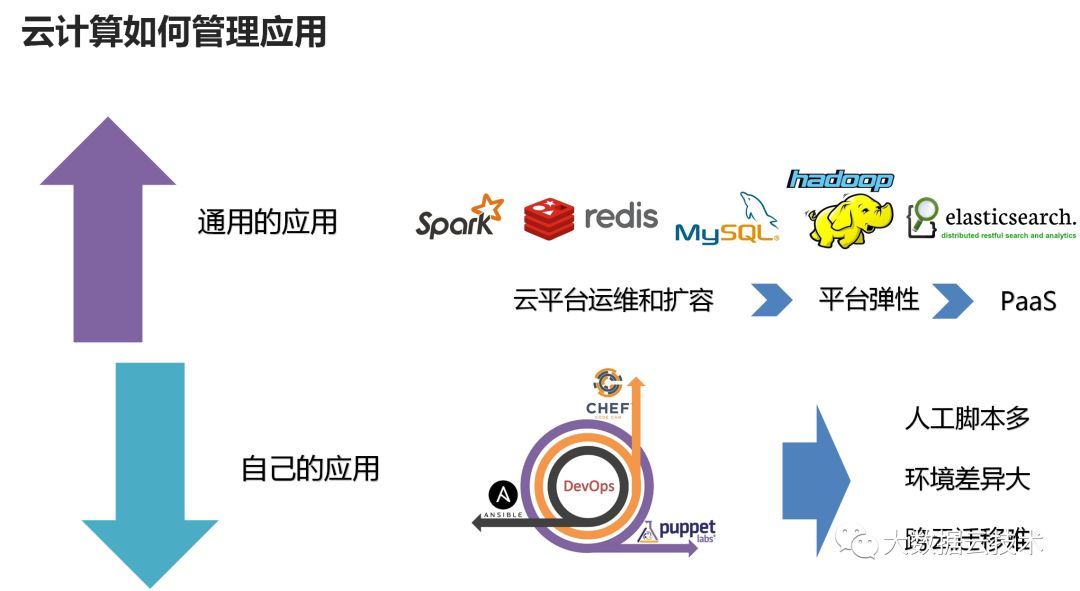 云计算如何管理应用
通用的应用
Spark
redis
MySQL®
hadoop
elasticsearch.
distributed restful search and analytics
云平台运维和扩容
平台弹性
PaaS
自己的应用
CHEF
CODE CAN
DevOps
A
ANSIBLE
puppet
labs®
人工脚本多
环境差异大
跨云迁移难
大数据云技术